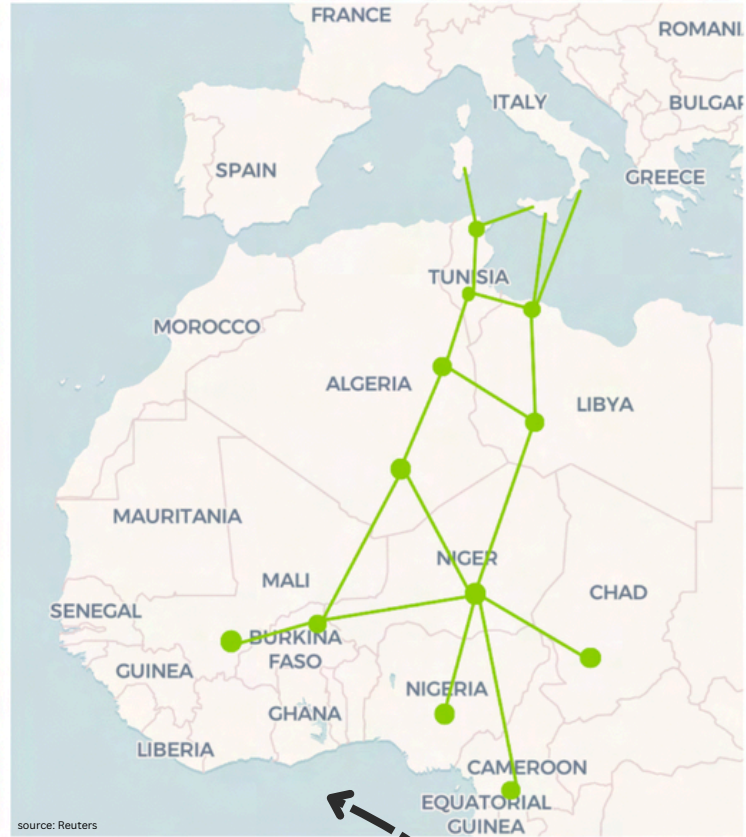 FRANCE
ROMANI
ITALY
BULGAR
SPAIN
GREECE
TUNISIA
MOROCCO
ALGERIA
LIBYA
MAURITANIA
NIGER
MALI
CHAD
SENEGAL
BURKINA
FASO
GUINEA
NIGERIA
GHANA
LIBERIA
CAMEROON
EQUATORIAL
GUINEA
source: Reuters